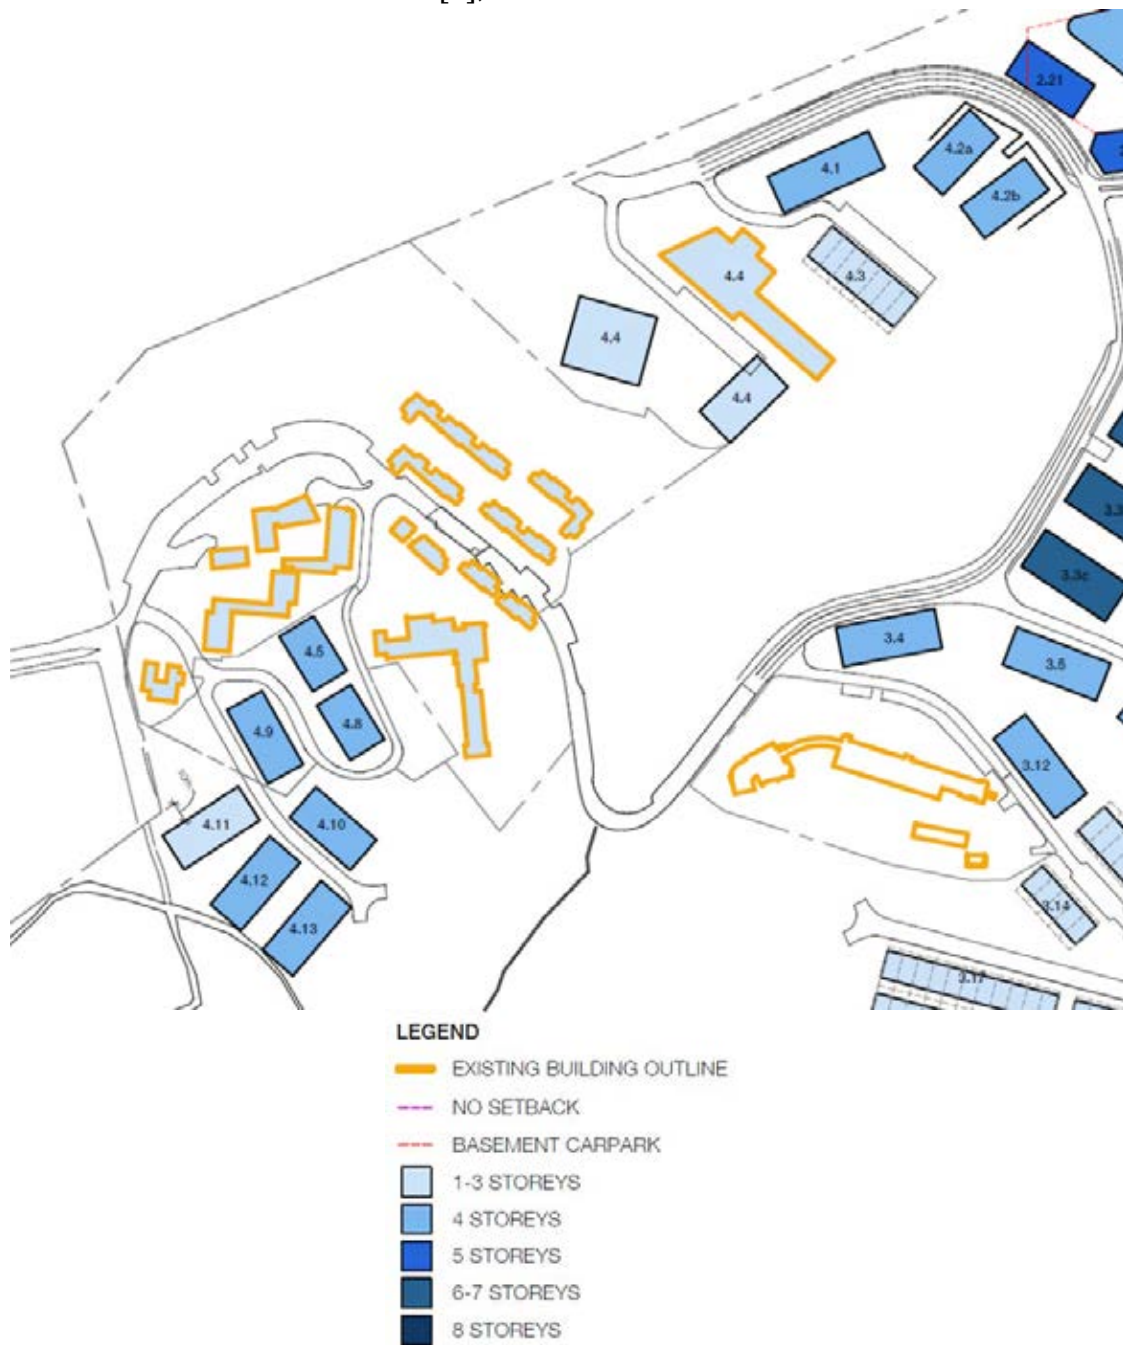 2.21
4.2a
4.1
4.2b
4.4
4.3
4.4
4.4
3.3c
4.5
3.4
3.5
4.8
4.9
3.12
4.11
4.10
4.12
3.14
4.13
3.17
LEGEND
EXISTING BUILDING OUTLINE
NO SETBACK
BASEMENT CARPARK
1-3 STOREYS
4 STOREYS
5 STOREYS
6-7 STOREYS
8 STOREYS